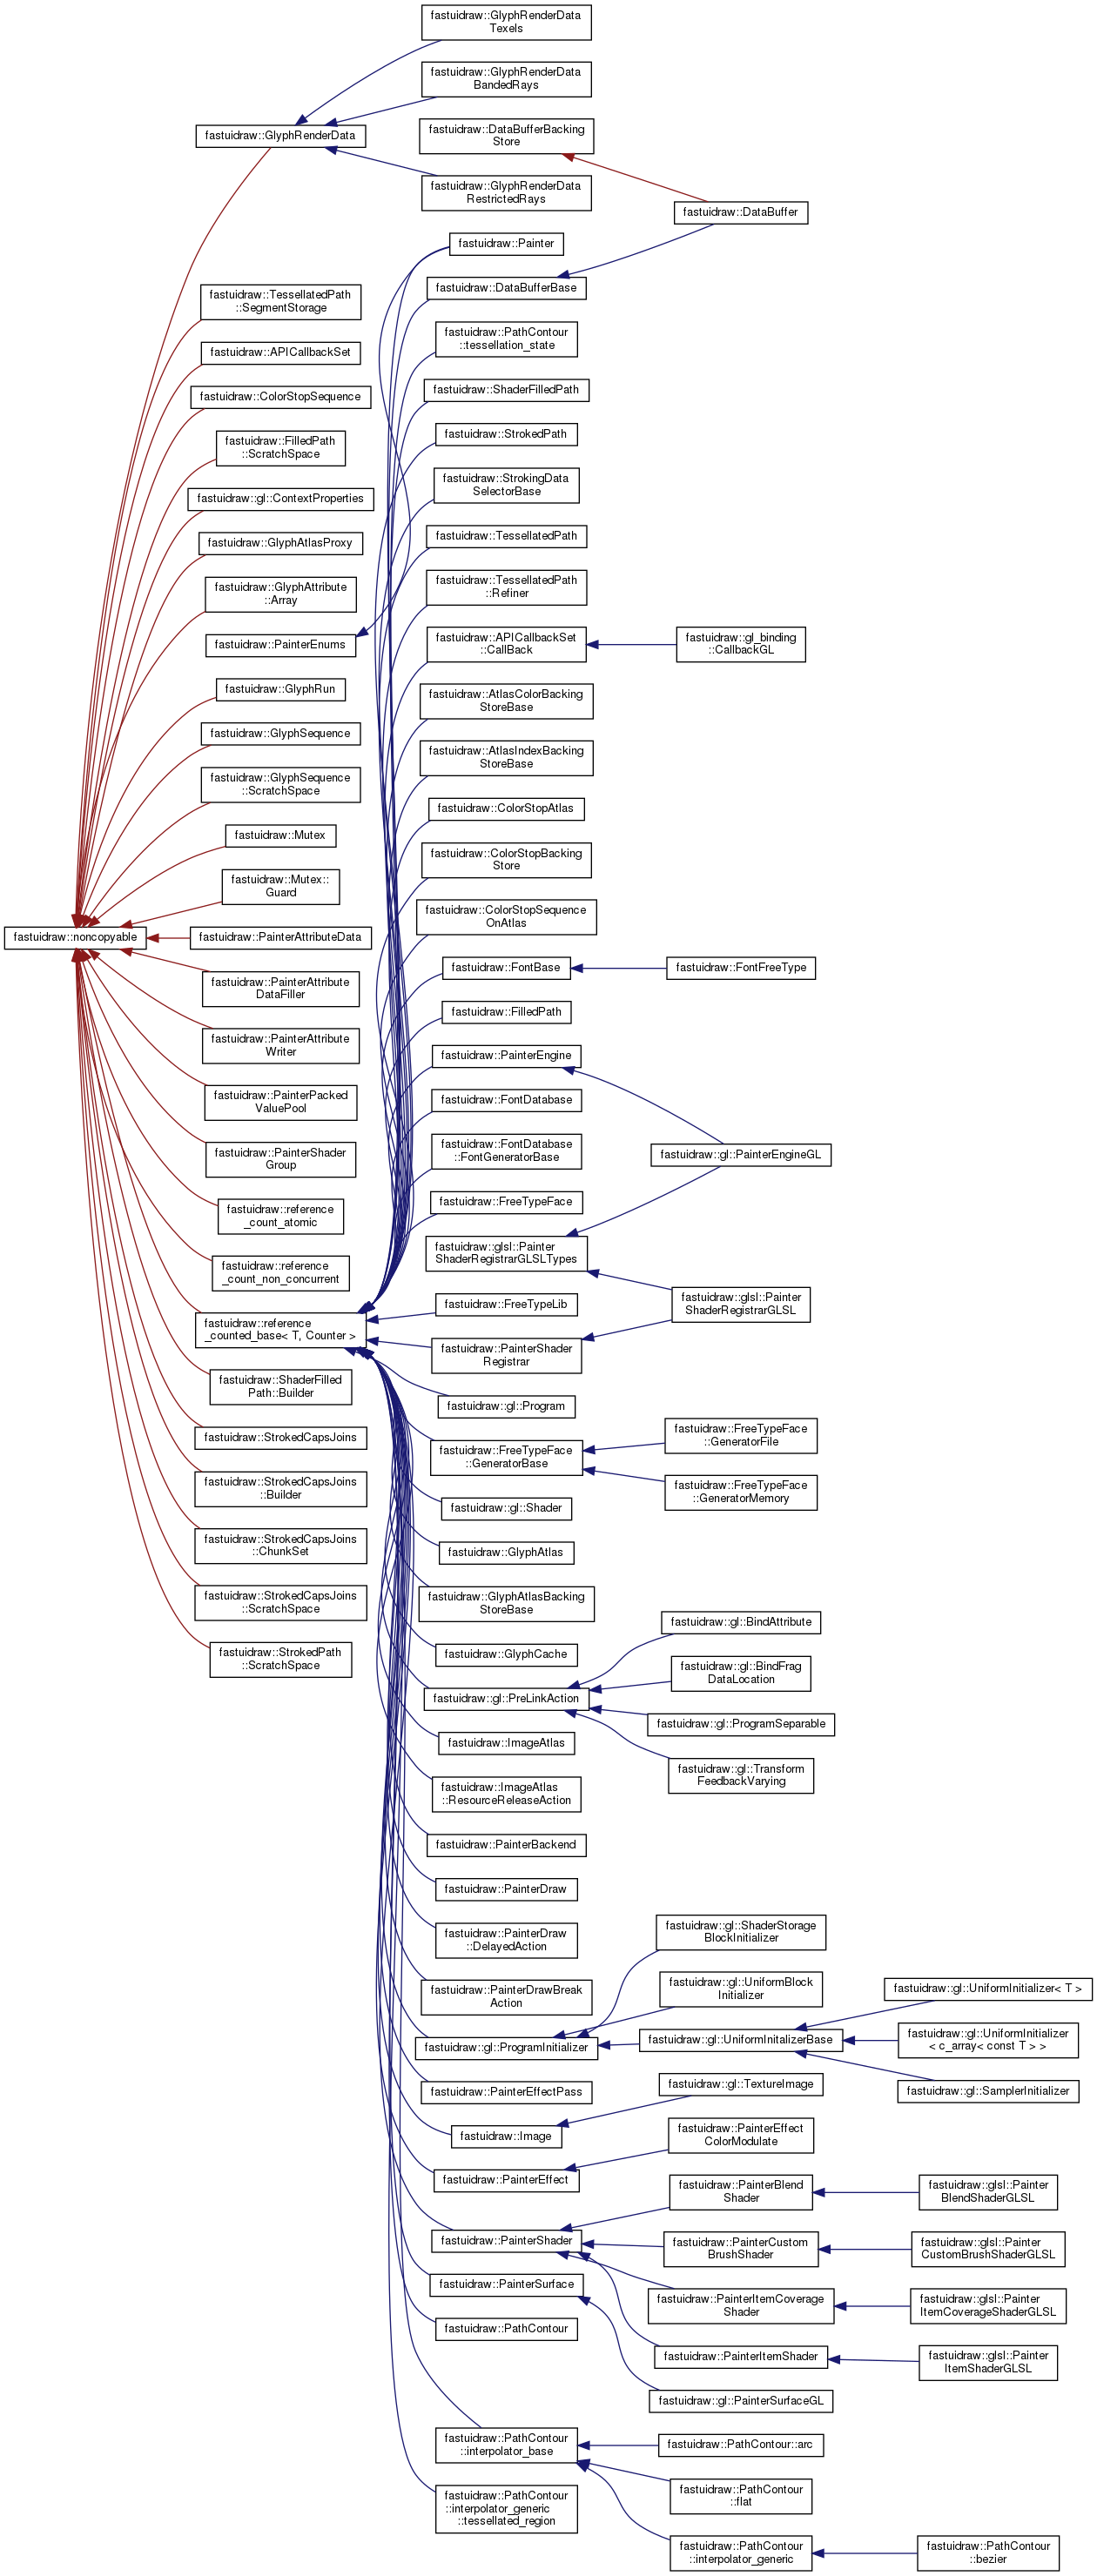 fastuidraw::GlyphRenderData
Texels
fastuidraw::GlyphRenderData
BandedRays
fastuidraw::GlyphRenderData
fastuidraw::DataBufferBacking
Store
fastuidraw::GlyphRenderData
RestrictedRays
fastuidraw::DataBuffer
fastuidraw::Painter
fastuidraw::DataBufferBase
fastuidraw::TessellatedPath
::SegmentStorage
fastuidraw::PathContour
::tessellation_state
fastuidraw::APICallbackSet
fastuidraw::ShaderFilledPath
fastuidraw::ColorStopSequence
fastuidraw::StrokedPath
fastuidraw::FilledPath
::ScratchSpace
fastuidraw::StrokingData
SelectorBase
fastuidraw::gl::ContextProperties
fastuidraw::TessellatedPath
fastuidraw::GlyphAtlasProxy
fastuidraw::TessellatedPath
::Refiner
fastuidraw::GlyphAttribute
::Array
fastuidraw::PainterEnums
fastuidraw::APICallbackSet
::CallBack
fastuidraw::gl_binding
::CallbackGL
fastuidraw::GlyphRun
fastuidraw::AtlasColorBacking
StoreBase
fastuidraw::GlyphSequence
fastuidraw::AtlasIndexBacking
StoreBase
fastuidraw::GlyphSequence
::ScratchSpace
fastuidraw::ColorStopAtlas
fastuidraw::Mutex
fastuidraw::ColorStopBacking
Store
fastuidraw::Mutex::
Guard
fastuidraw::ColorStopSequence
OnAtlas
fastuidraw::noncopyable
fastuidraw::PainterAttributeData
fastuidraw::FontBase
fastuidraw::FontFreeType
fastuidraw::PainterAttribute
DataFiller
fastuidraw::FilledPath
fastuidraw::PainterAttribute
Writer
fastuidraw::PainterEngine
fastuidraw::PainterPacked
ValuePool
fastuidraw::FontDatabase
fastuidraw::PainterShader
Group
fastuidraw::FontDatabase
::FontGeneratorBase
fastuidraw::gl::PainterEngineGL
fastuidraw::reference
_count_atomic
fastuidraw::FreeTypeFace
fastuidraw::glsl::Painter
ShaderRegistrarGLSLTypes
fastuidraw::reference
_count_non_concurrent
fastuidraw::glsl::Painter
ShaderRegistrarGLSL
fastuidraw::FreeTypeLib
fastuidraw::reference
_counted_base< T, Counter >
fastuidraw::PainterShader
Registrar
fastuidraw::ShaderFilled
Path::Builder
fastuidraw::gl::Program
fastuidraw::StrokedCapsJoins
fastuidraw::FreeTypeFace
::GeneratorBase
fastuidraw::FreeTypeFace
::GeneratorFile
fastuidraw::StrokedCapsJoins
::Builder
fastuidraw::FreeTypeFace
::GeneratorMemory
fastuidraw::gl::Shader
fastuidraw::StrokedCapsJoins
::ChunkSet
fastuidraw::GlyphAtlas
fastuidraw::StrokedCapsJoins
::ScratchSpace
fastuidraw::GlyphAtlasBacking
StoreBase
fastuidraw::StrokedPath
::ScratchSpace
fastuidraw::GlyphCache
fastuidraw::gl::BindAttribute
fastuidraw::gl::BindFrag
DataLocation
fastuidraw::gl::PreLinkAction
fastuidraw::gl::ProgramSeparable
fastuidraw::ImageAtlas
fastuidraw::gl::Transform
FeedbackVarying
fastuidraw::ImageAtlas
::ResourceReleaseAction
fastuidraw::PainterBackend
fastuidraw::PainterDraw
fastuidraw::PainterDraw
::DelayedAction
fastuidraw::gl::ShaderStorage
BlockInitializer
fastuidraw::PainterDrawBreak
Action
fastuidraw::gl::UniformBlock
Initializer
fastuidraw::gl::UniformInitializer< T >
fastuidraw::gl::ProgramInitializer
fastuidraw::gl::UniformInitalizerBase
fastuidraw::gl::UniformInitializer
< c_array< const T > >
fastuidraw::PainterEffectPass
fastuidraw::gl::TextureImage
fastuidraw::gl::SamplerInitializer
fastuidraw::Image
fastuidraw::PainterEffect
ColorModulate
fastuidraw::PainterEffect
fastuidraw::PainterBlend
Shader
fastuidraw::glsl::Painter
BlendShaderGLSL
fastuidraw::PainterShader
fastuidraw::PainterCustom
BrushShader
fastuidraw::glsl::Painter
CustomBrushShaderGLSL
fastuidraw::PainterSurface
fastuidraw::PainterItemCoverage
Shader
fastuidraw::glsl::Painter
ItemCoverageShaderGLSL
fastuidraw::PathContour
fastuidraw::PainterItemShader
fastuidraw::glsl::Painter
ItemShaderGLSL
fastuidraw::gl::PainterSurfaceGL
fastuidraw::PathContour
::interpolator_base
fastuidraw::PathContour::arc
fastuidraw::PathContour
::interpolator_generic
::tessellated_region
fastuidraw::PathContour
::flat
fastuidraw::PathContour
::interpolator_generic
fastuidraw::PathContour
::bezier